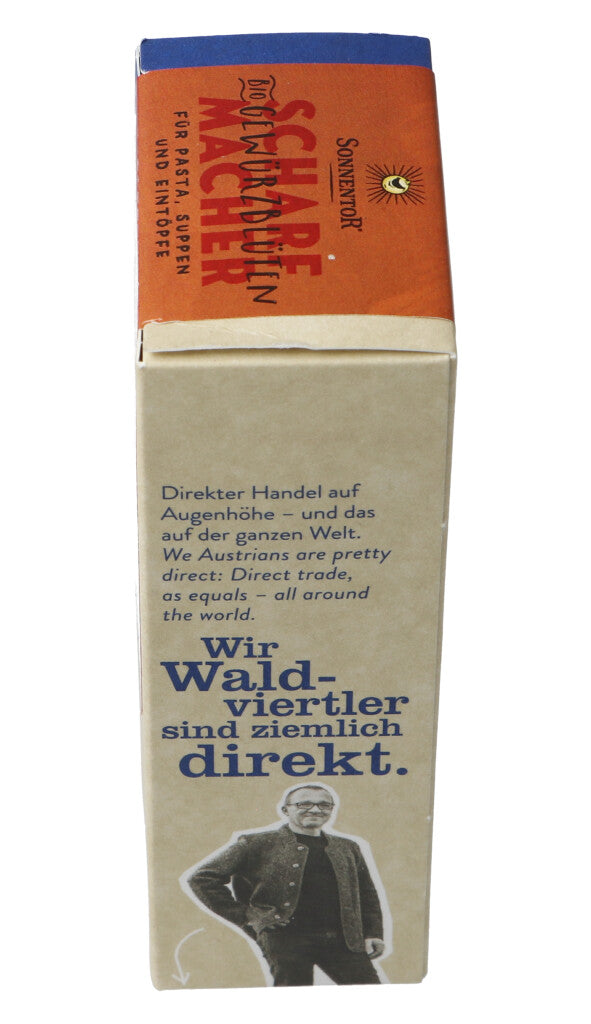 SONNENTOR®
SCHARF
BIO GEWÜRZBLÜTEN
MACHER
FÜR PASTA, SUPPEN
UND EINTÖPFE
Direkter Handel auf
Augenhöhe – und das
auf der ganzen Welt.
We Austrians are pretty
direct: Direct trade,
as equals – all around
the world.
Wir
Wald-
viertler
sind ziemlich
direkt.